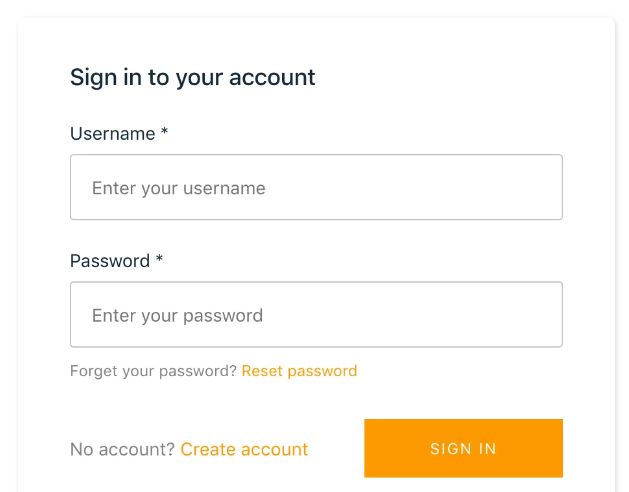 Sign in to your account
Username *
Enter your username
Password *
Enter your password
Forget your password? Reset password
No account? Create account
SIGN IN